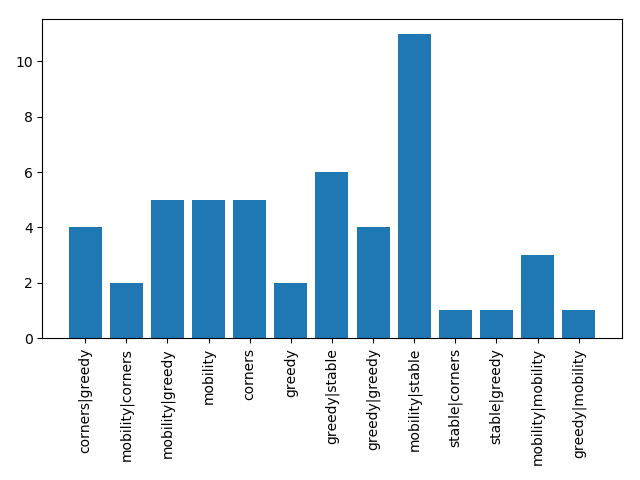 10
8
6
4
2
0
corners|greedy
mobility|corners
mobility|greedy
mobility
corners
greedy
greedy|stable
greedy|greedy
mobility|stable
stable|corners
stable|greedy
mobility|mobility
greedy|mobility